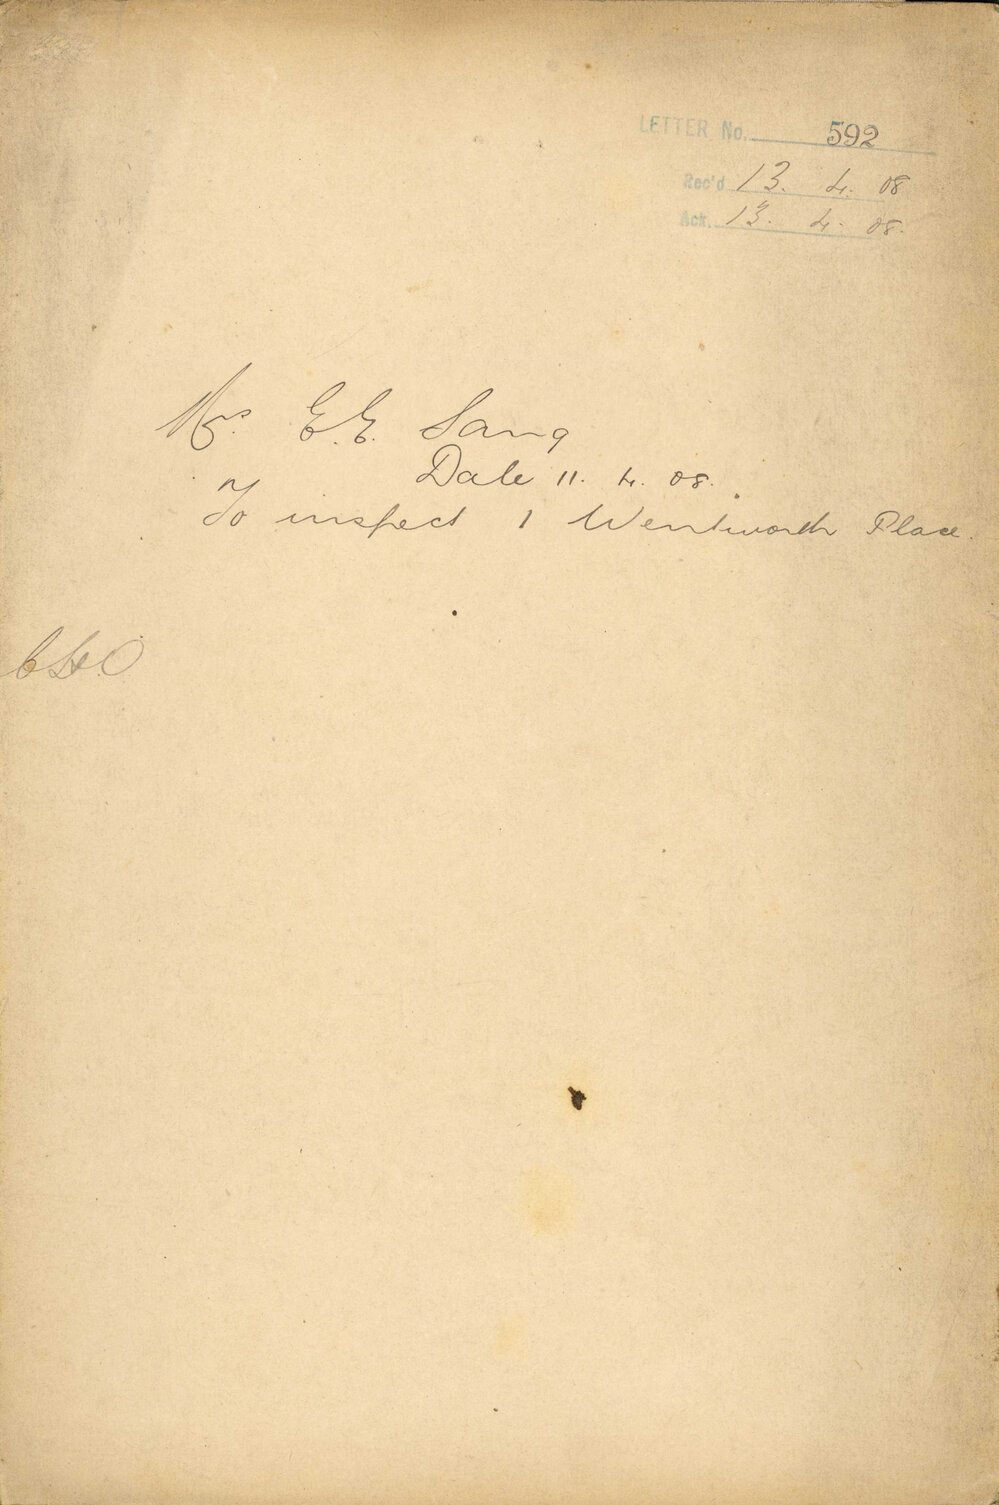 LETTER No. 592
Rec'd 13. 4. 08
Ack. 13. 4. 08.
Mrs. E.E. Sang
Date 11. 4. 08.
To inspect 1 Wentworth Place.